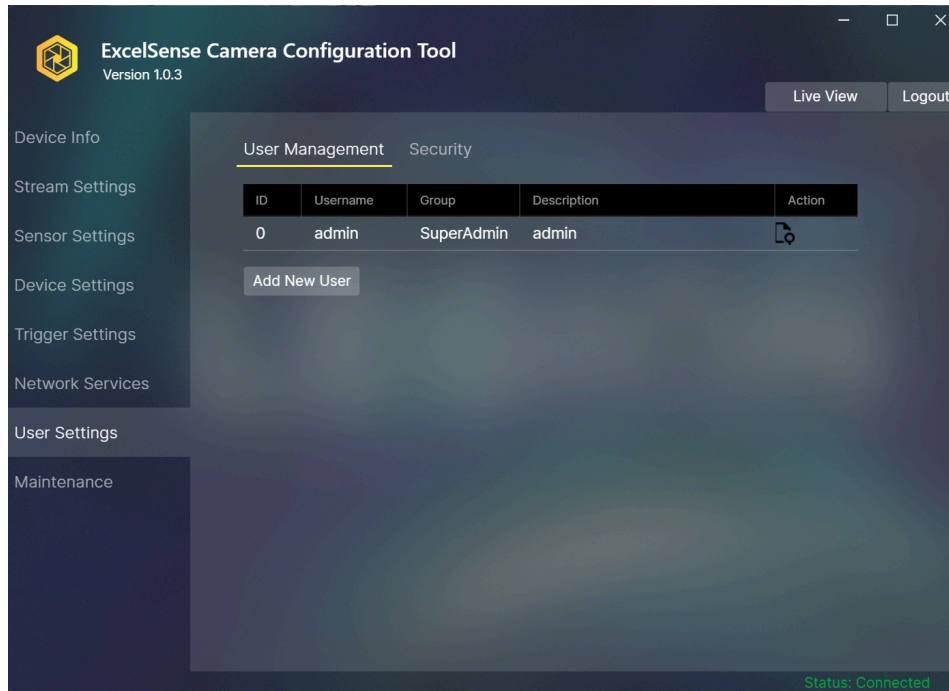 ExcelSense Camera Configuration Tool
Version 1.0.3
Live View Logout
Device Info
Stream Settings
Sensor Settings
Device Settings
Trigger Settings
Network Services
User Settings
Maintenance
User Management Security
ID Username Group Description Action
0 admin SuperAdmin admin
Add New User
Status: Connected